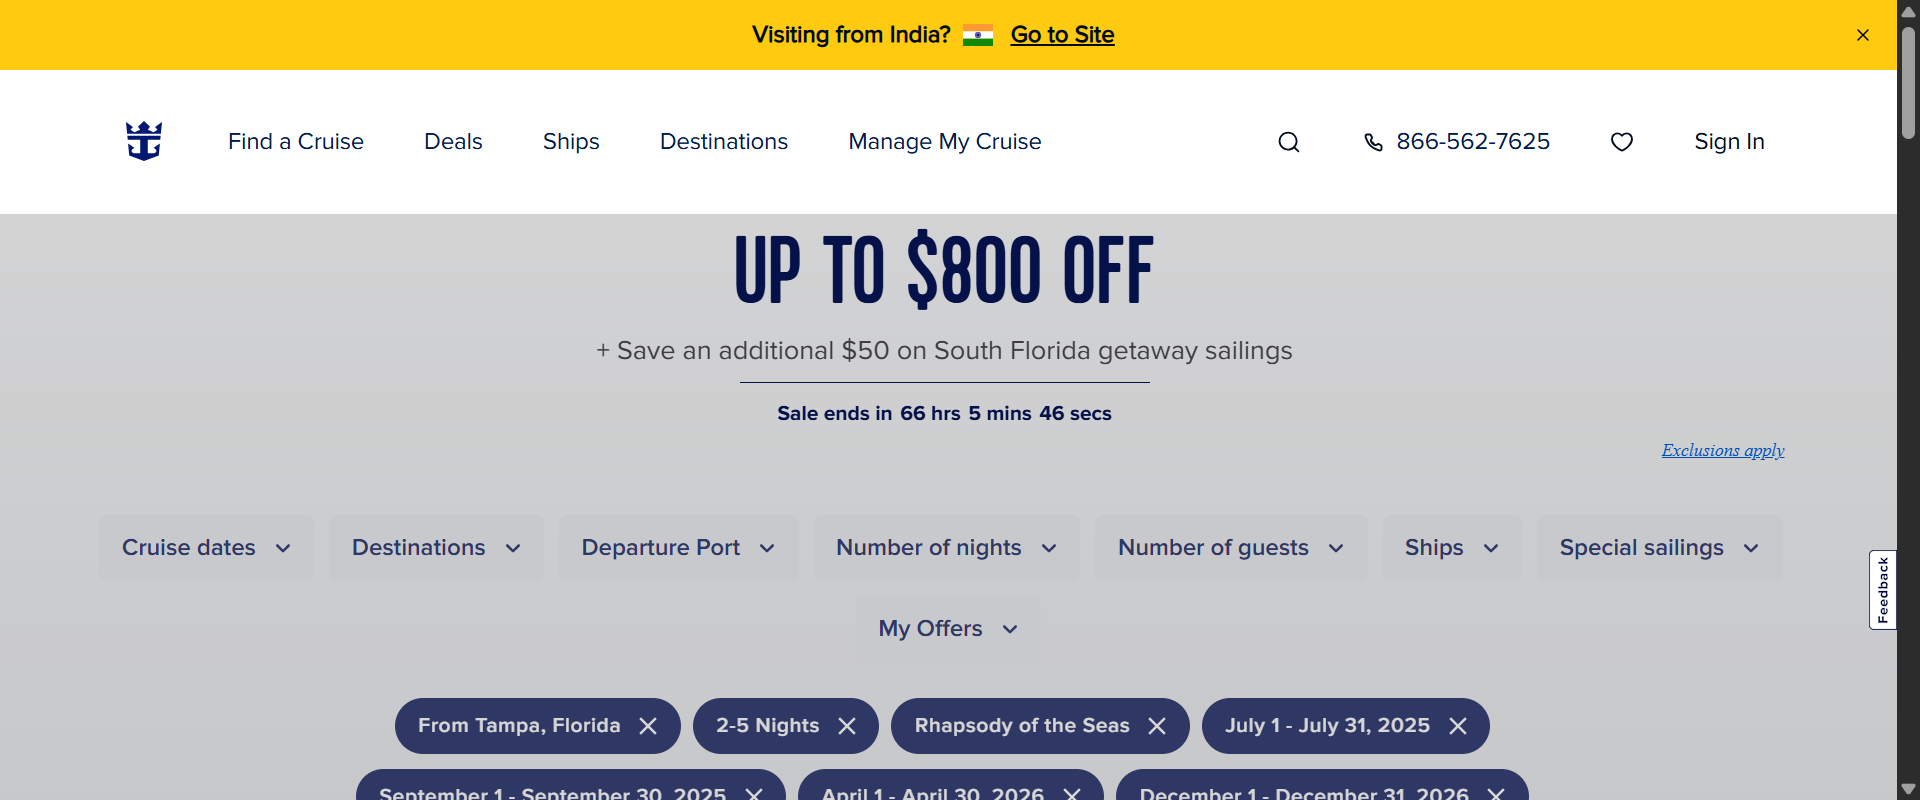 Visiting from India? Go to Site
Find a Cruise Deals Ships Destinations Manage My Cruise 866-562-7625 Sign In
UP TO $800 OFF
+ Save an additional $50 on South Florida getaway sailings
Sale ends in 66 hrs 5 mins 46 secs
Exclusions apply
Cruise dates Destinations Departure Port Number of nights Number of guests Ships Special sailings
Feedback
My Offers
From Tampa, Florida 2-5 Nights Rhapsody of the Seas July 1 - July 31, 2025
September 1 - September 30, 2025 April 1 - April 30, 2026 December 1 - December 31, 2026